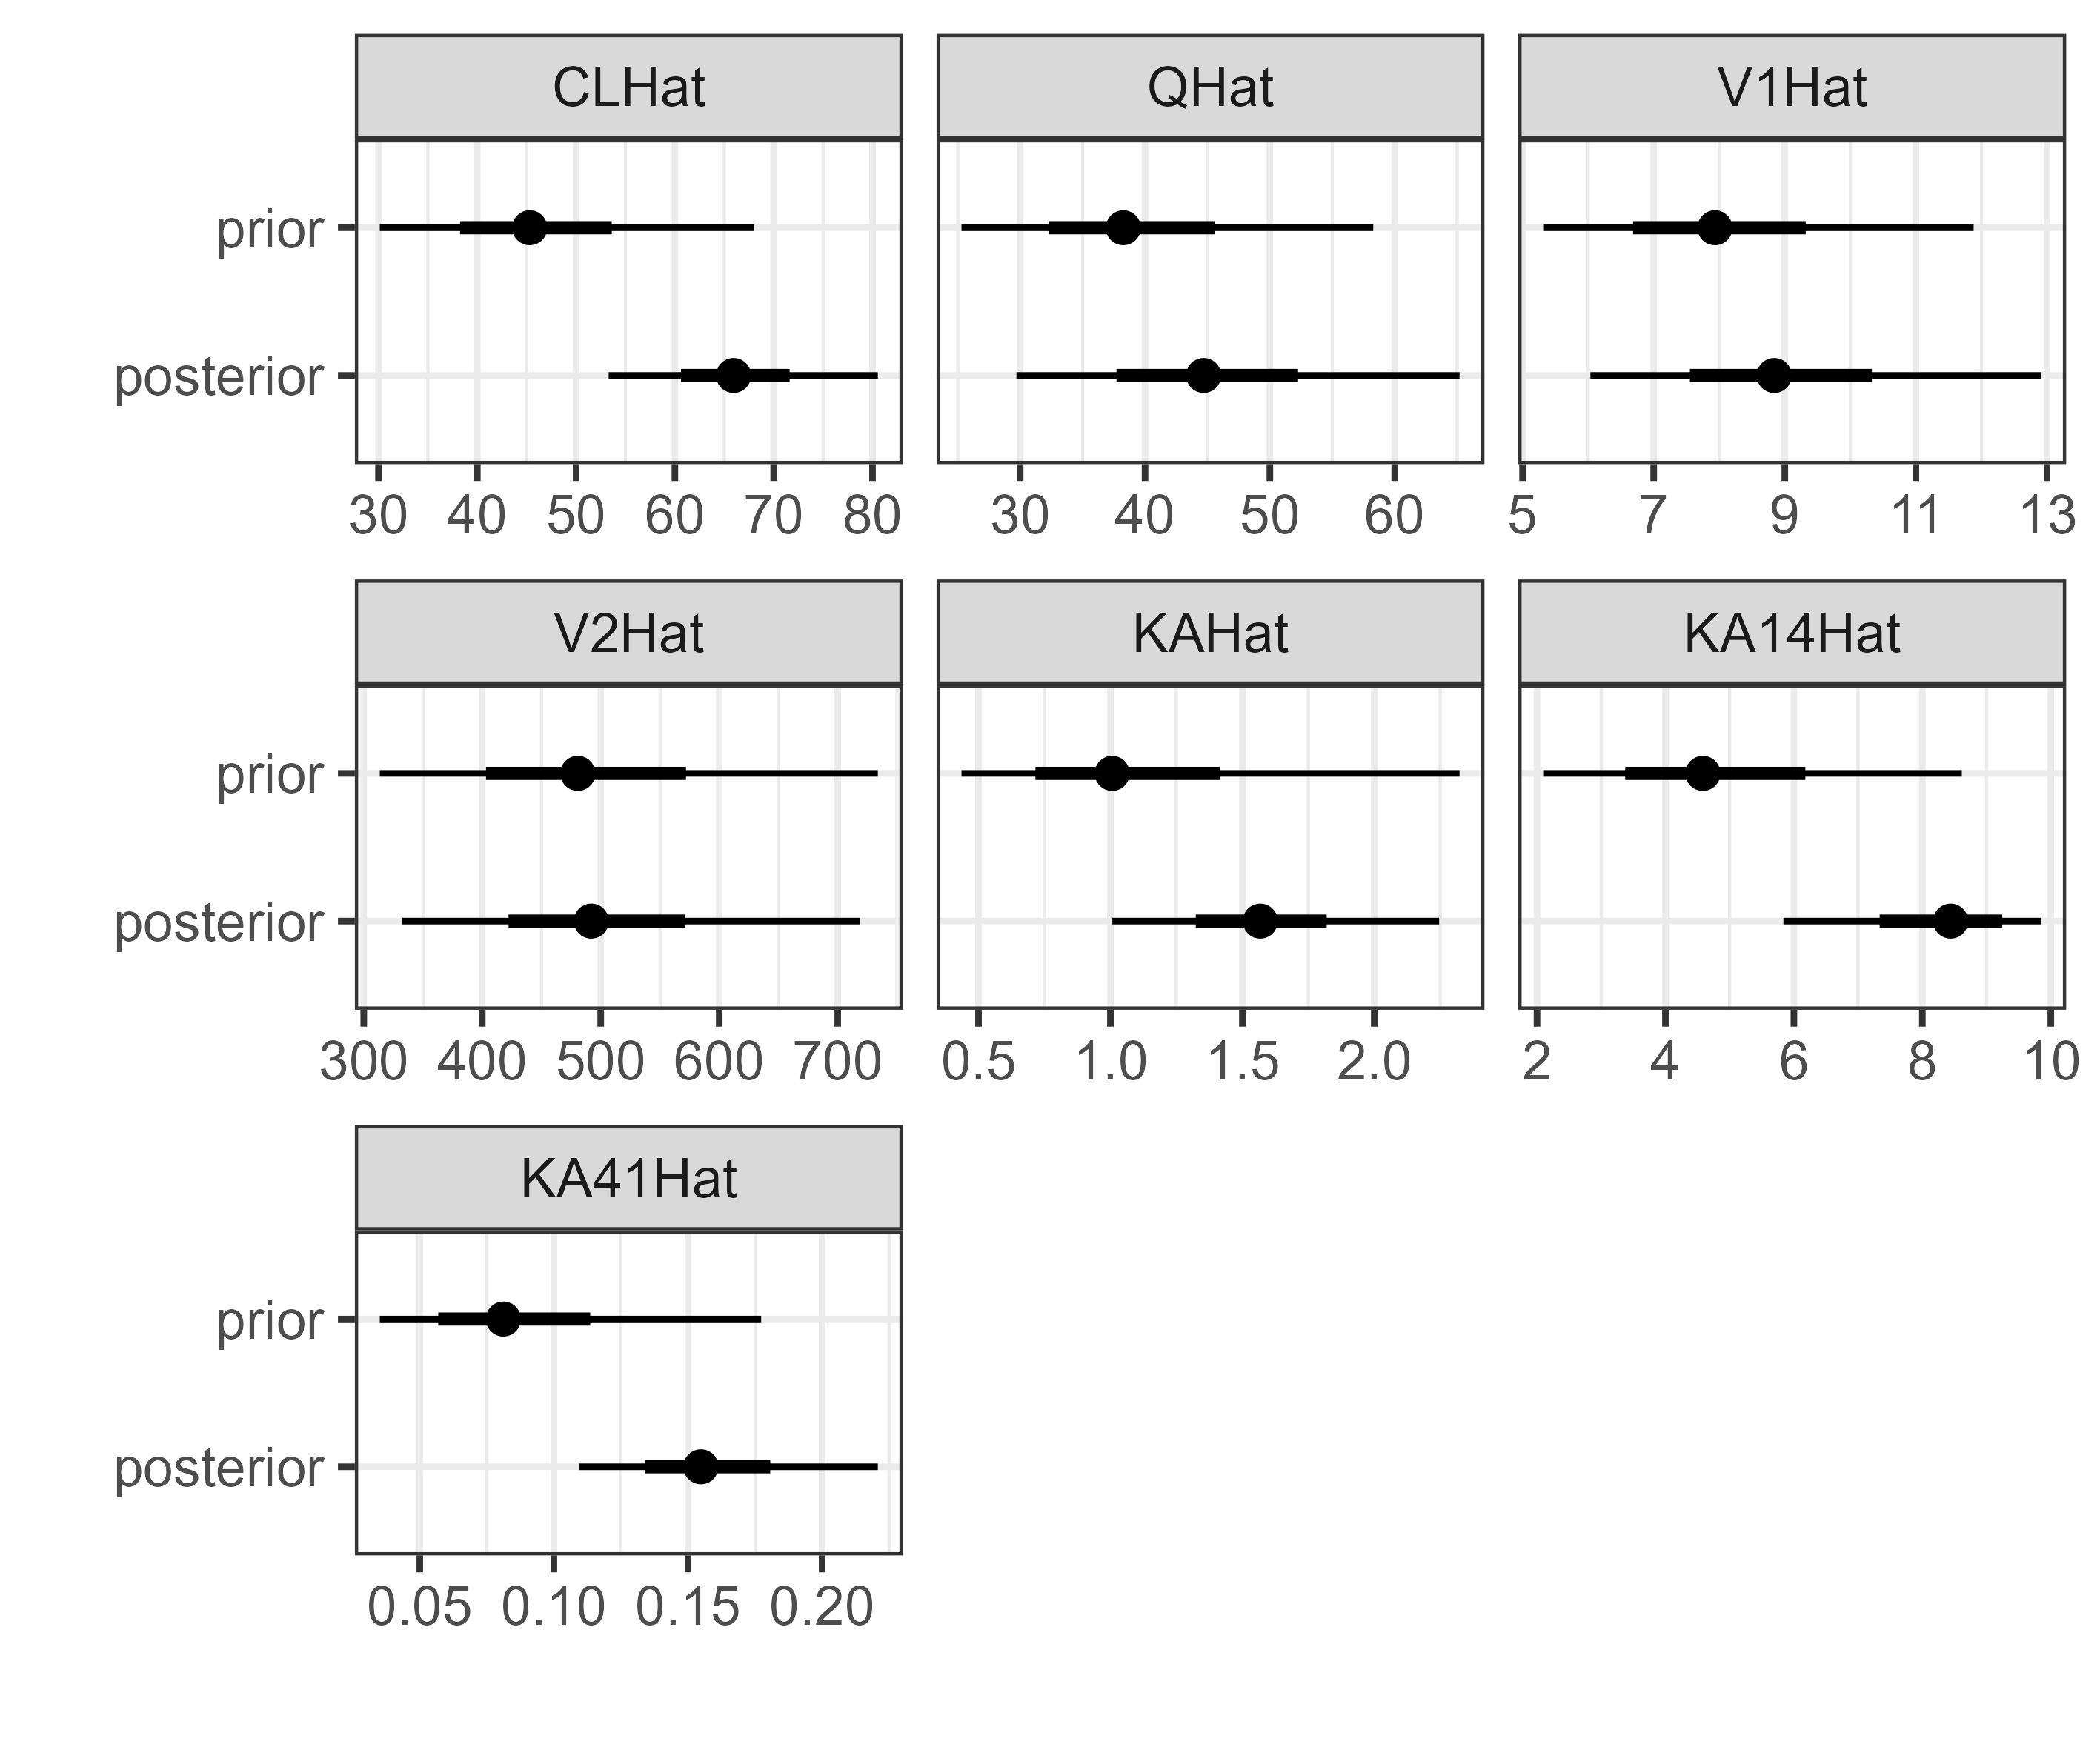 CLHat QHat V1Hat
prior
posterior
30 40 50 60 70 80 30 40 50 60 5 7 9 11 13
V2Hat KAHat KA14Hat
prior
posterior
300 400 500 600 700 0.5 1.0 1.5 2.0 2 4 6 8 10
KA41Hat
prior
posterior
0.05 0.10 0.15 0.20